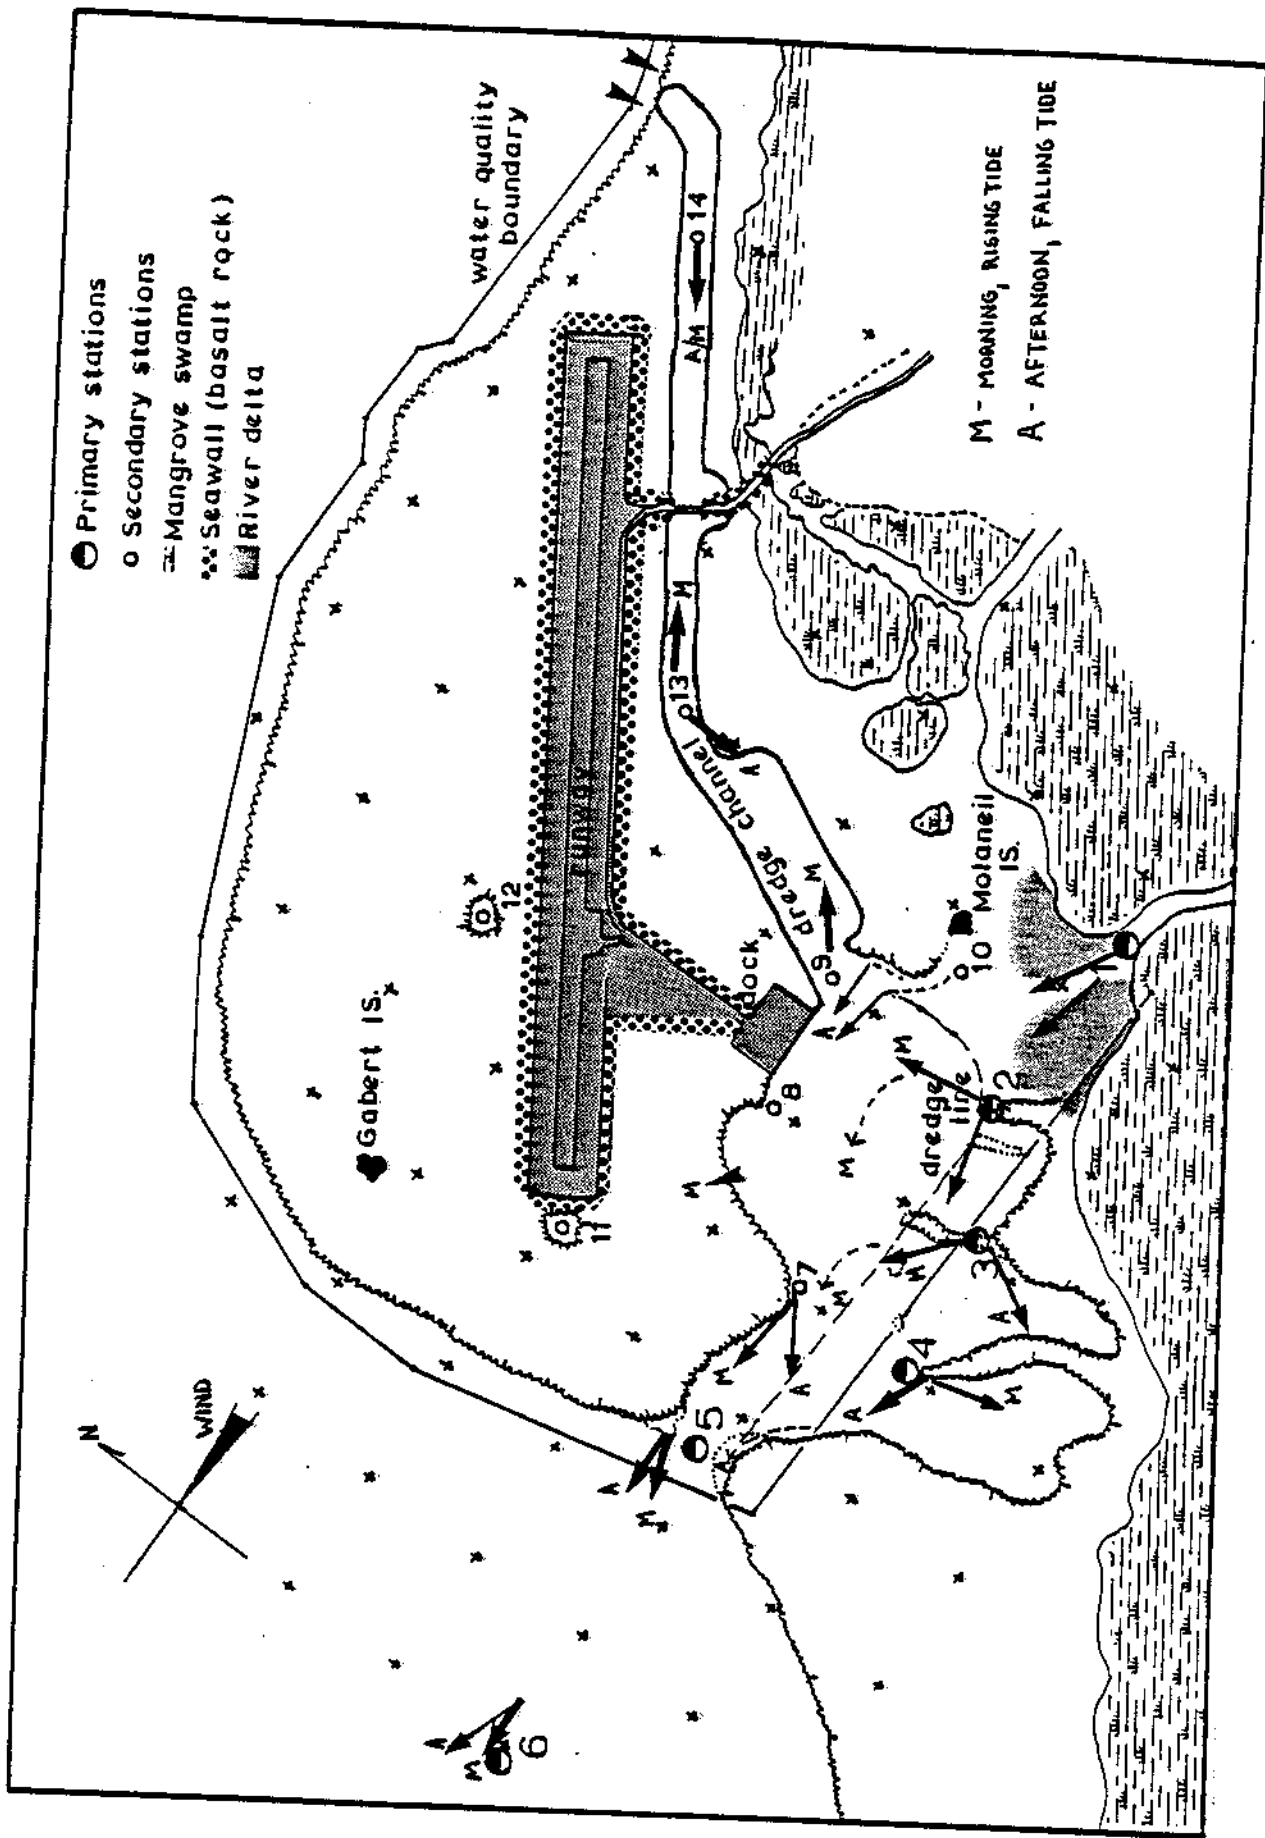 Primary stations
Secondary stations
Mangrove swamp
Seawall (basalt rock)
River delta
water quality
boundary
N
WIND
Gabert IS.
12
11
runway
dock
dredge channel
14
A/M
M
13
A
M
9
A
10
Molaneil
IS.
8
M
M
M
dredge
line
1
2
7
M
A
M
M
3
A
4
A
M
5
A
M
A
M
6
M - MORNING, RISING TIDE
A - AFTERNOON, FALLING TIDE